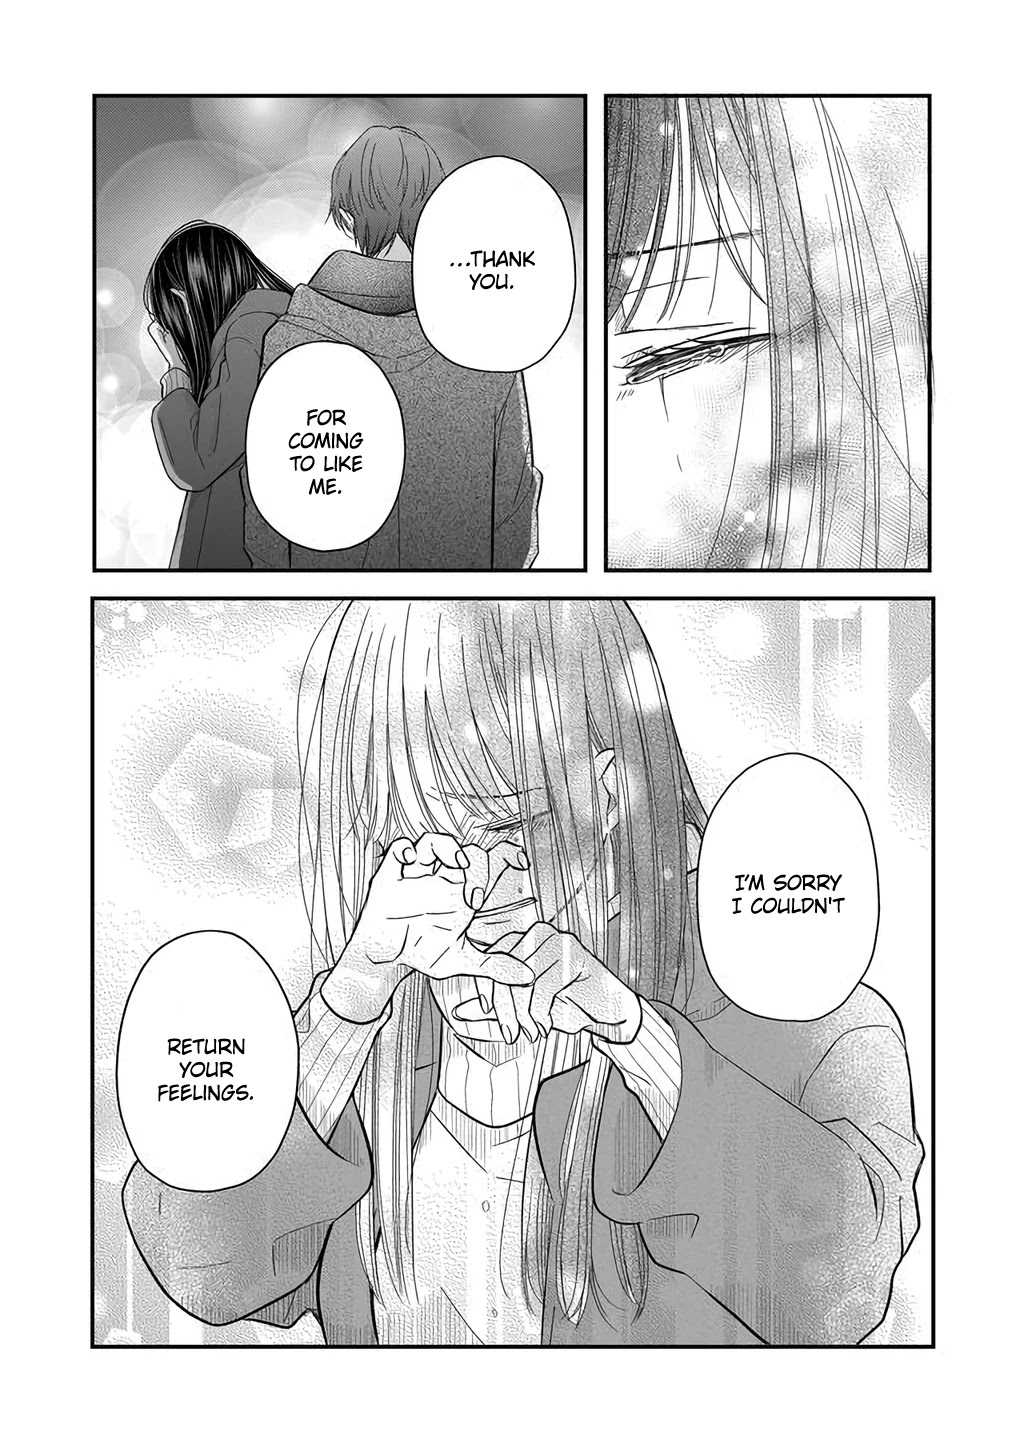 ...THANK
YOU.
FOR
COMING
TO LIKE
ME.
I'M SORRY
I COULDN'T
RETURN
YOUR
FEELINGS.